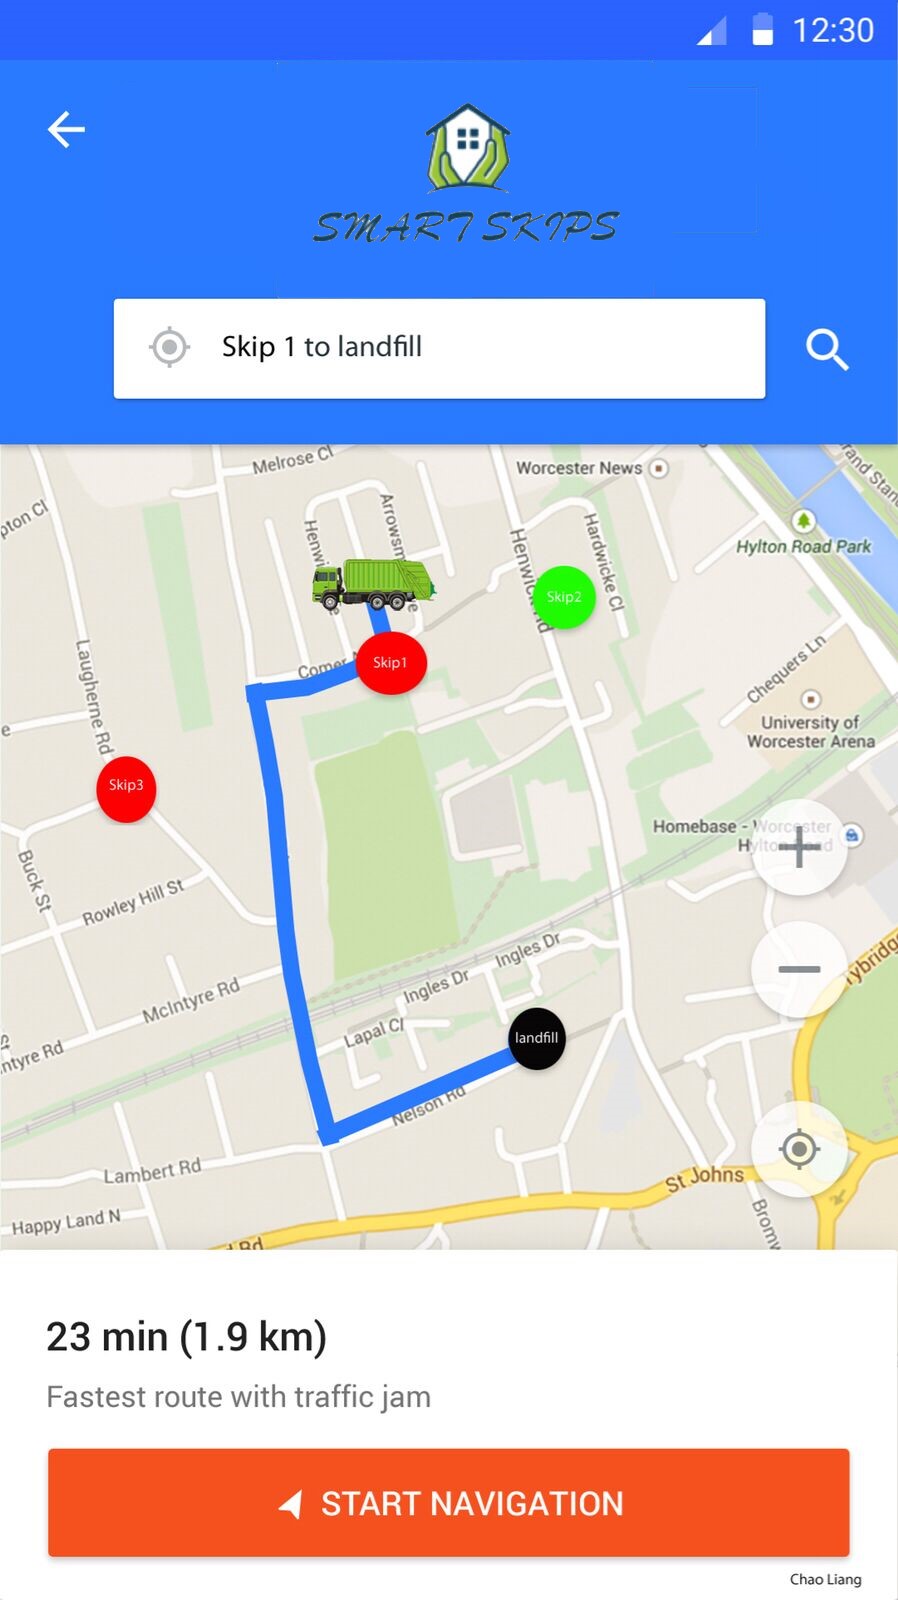 12:30
SMART SKIPS
Skip 1 to landfill
Melrose Cl
Worcester News
pton Cl
Arrowsm
Henwi
Henwick Rd
Hardwicke Cl
Hylton Road Park
rand Stan
Skip2
Laugherne Rd
Comer
Skip1
Chequers Ln
University of
Worcester Arena
Skip3
Homebase - Worcester
Hylton Road
Buck St
Rowley Hill St
Ingles Dr
Ingles Dr
McIntyre Rd
Lapal Cl
landfill
ntyre Rd
Nelson Rd
Lambert Rd
St Johns
Happy Land N
Bromw
Rd
23 min (1.9 km)
Fastest route with traffic jam
START NAVIGATION
Chao Liang